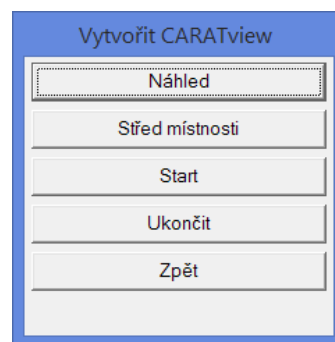 Vytvořit CARATview
Náhled
Střed místnosti
Start
Ukončit
Zpět